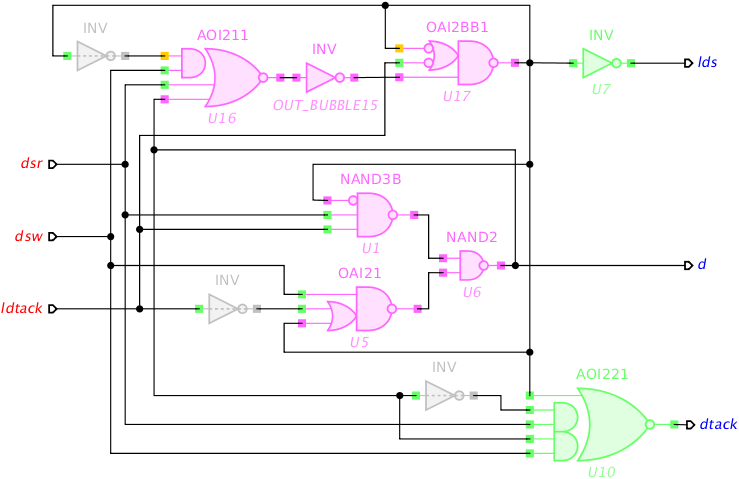 OAI2BB1
INV
AOI211
INV
INV
lds
OUT_BUBBLE15
U17
U7
U16
dsr
NAND3B
dsw
NAND2
U1
d
OAI21
INV
U6
ldtack
U5
INV
AOI221
dtack
U10